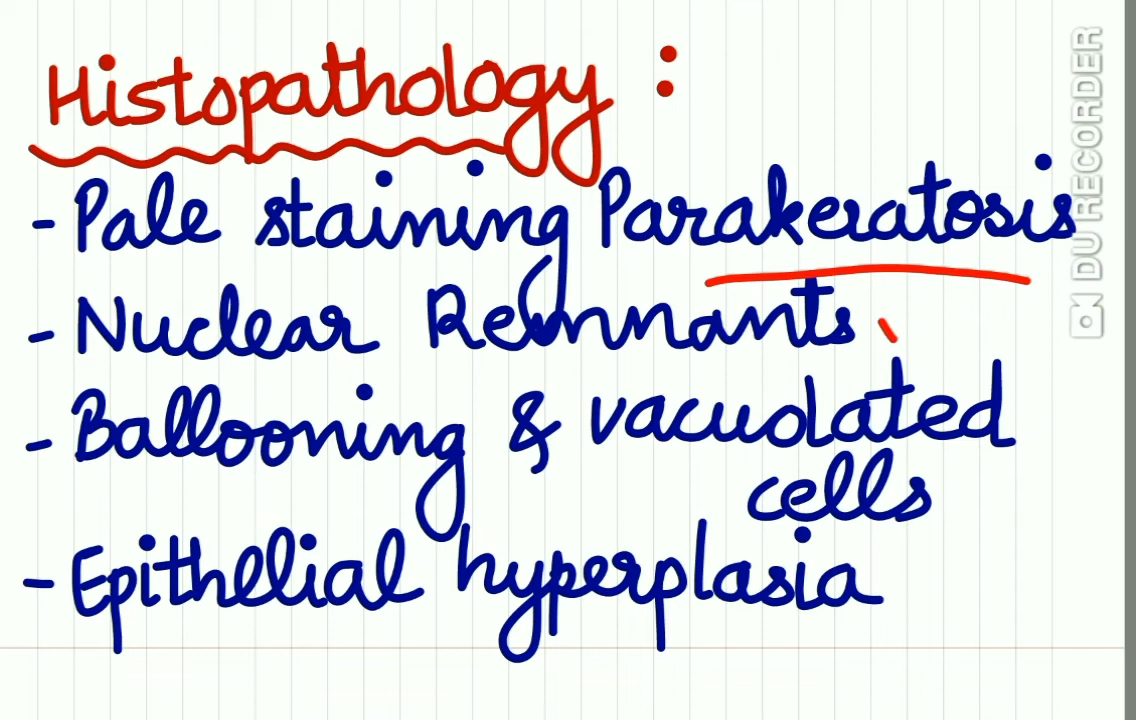 Histopathology :
- Pale staining Parakeratosis
- Nuclear Remnants
- Ballooning & vacuolated
cells
- Epithelial hyperplasia
DU RECORDER